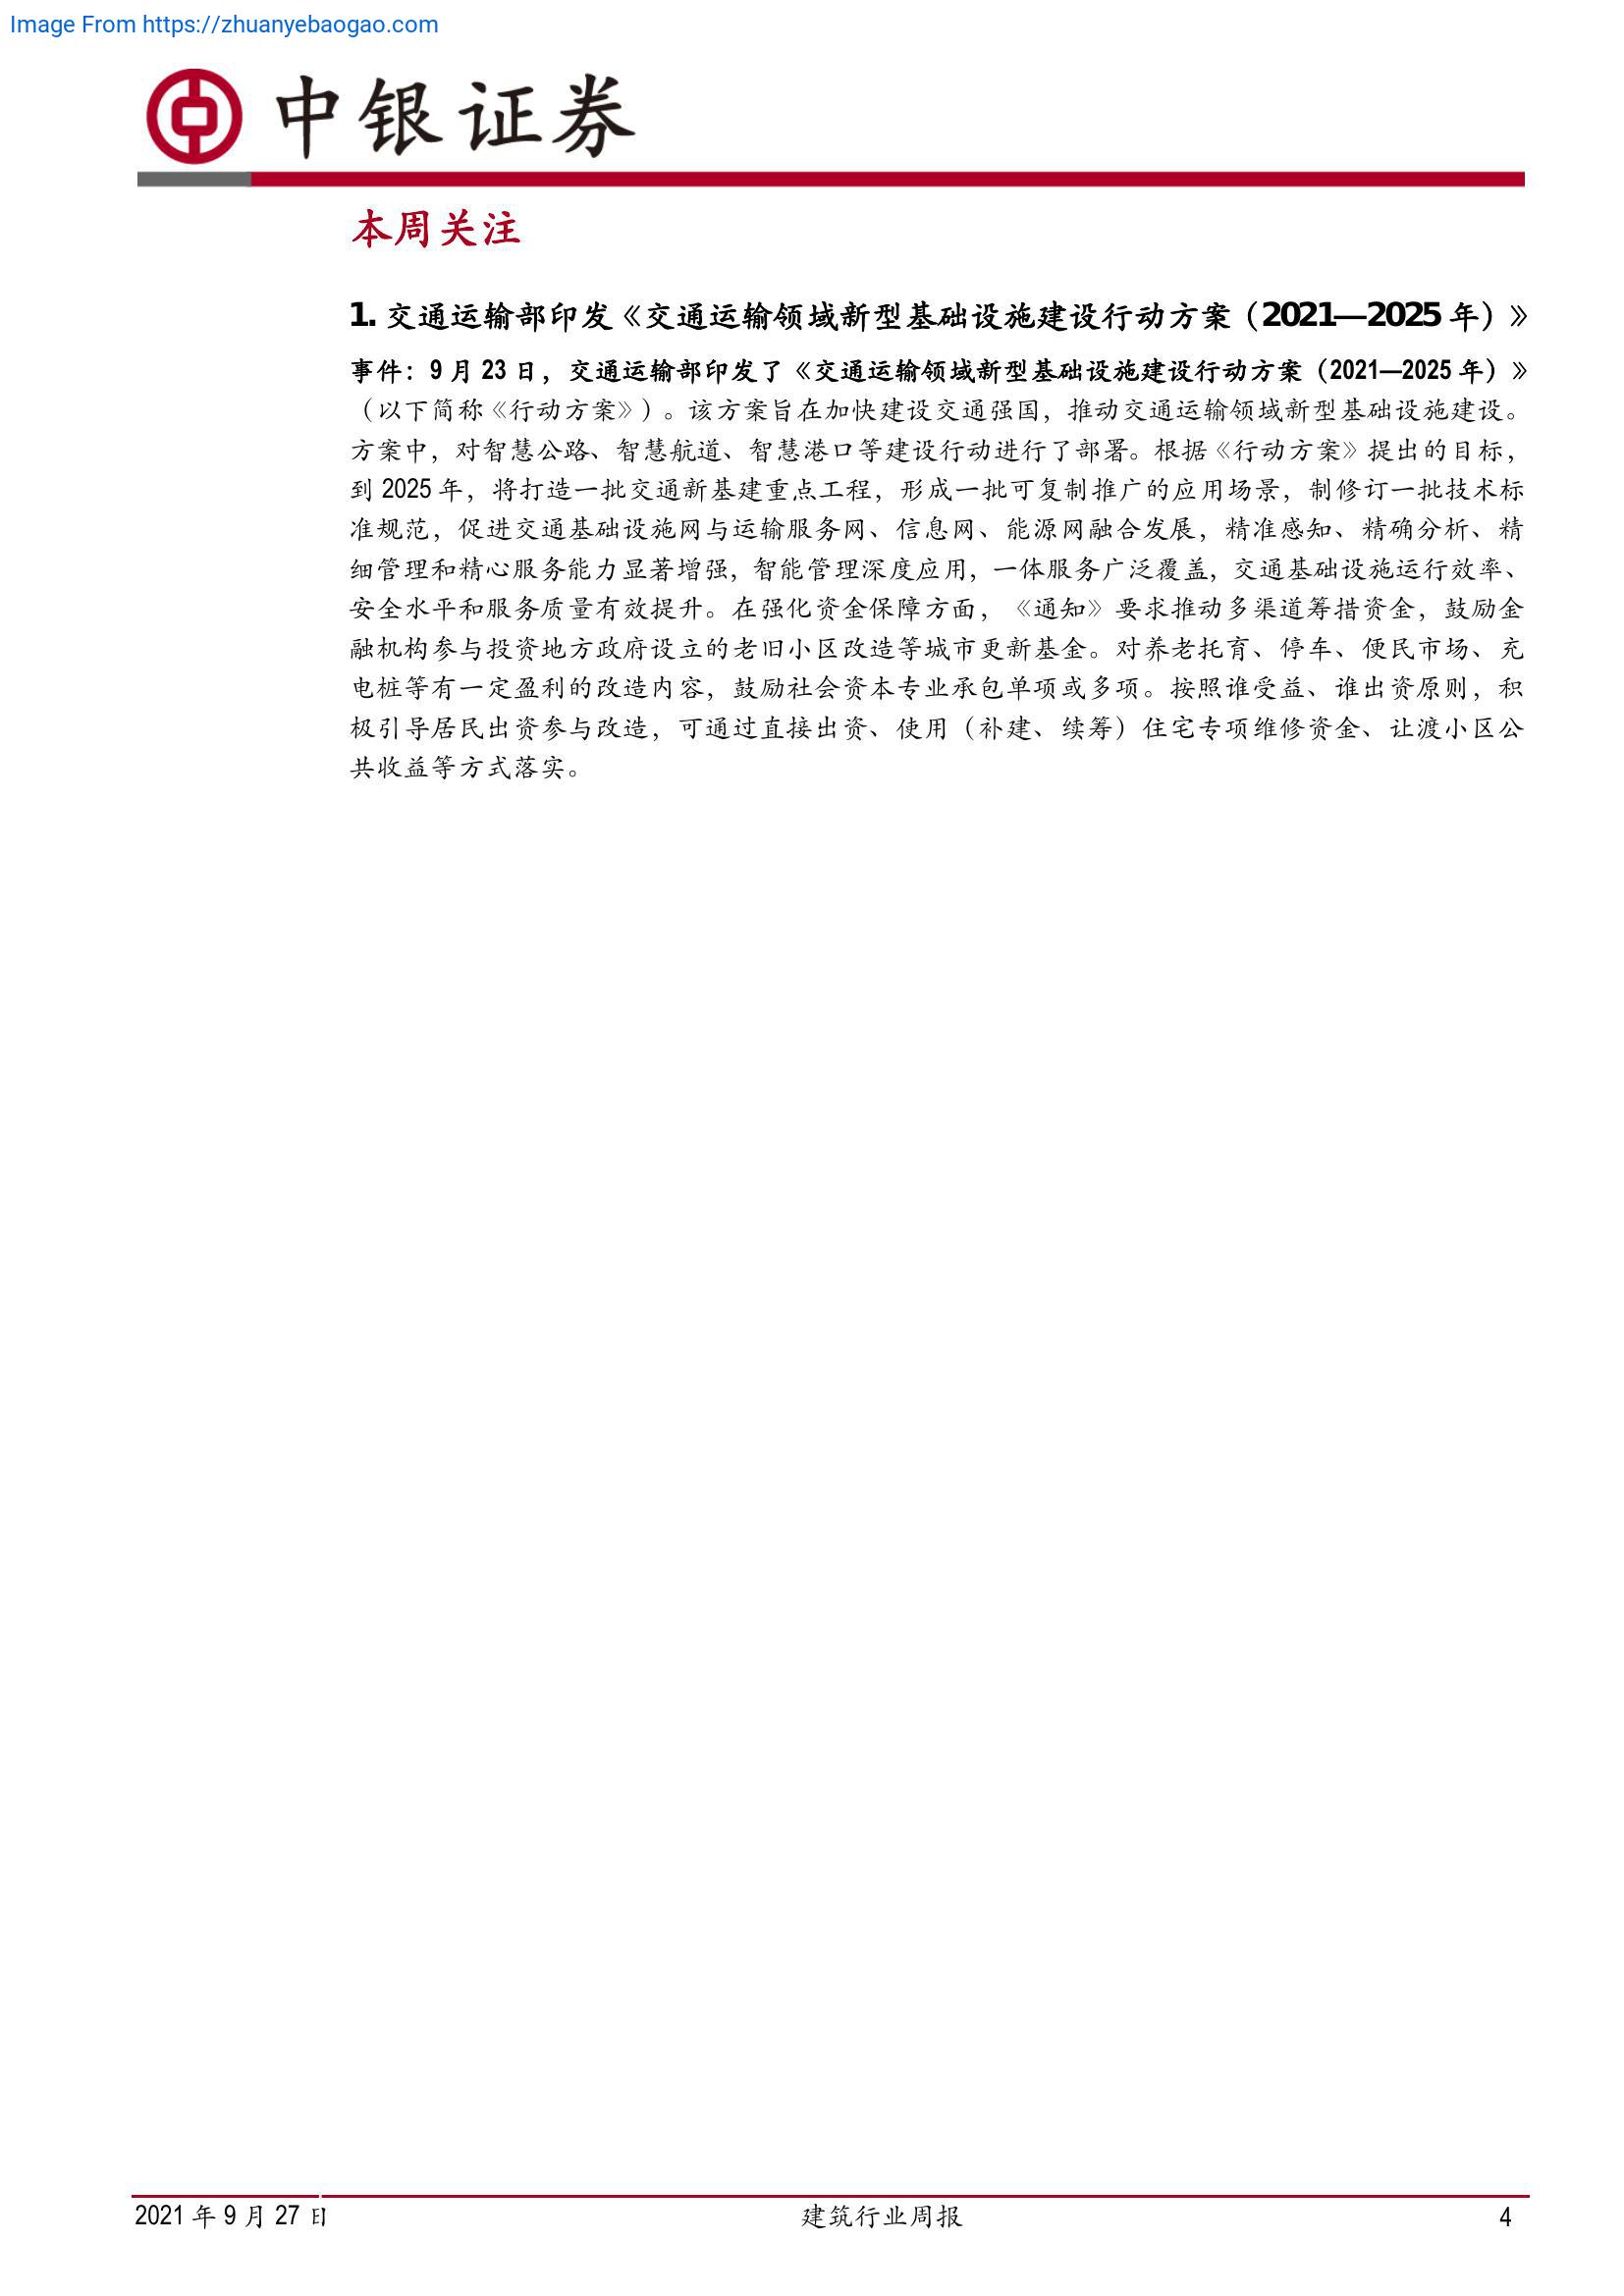 Image From https://zhuanyebaogao.com
中银证券
本周关注
1. 交通运输部印发《交通运输领域新型基础设施建设行动方案（2021—2025 年）》
事件：9 月 23 日，交通运输部印发了《交通运输领域新型基础设施建设行动方案（2021—2025 年）》
（以下简称《行动方案》）。该方案旨在加快建设交通强国，推动交通运输领域新型基础设施建设。
方案中，对智慧公路、智慧航道、智慧港口等建设行动进行了部署。根据《行动方案》提出的目标，
到 2025 年，将打造一批交通新基建重点工程，形成一批可复制推广的应用场景，制修订一批技术标
准规范，促进交通基础设施网与运输服务网、信息网、能源网融合发展，精准感知、精确分析、精
细管理和精心服务能力显著增强，智能管理深度应用，一体服务广泛覆盖，交通基础设施运行效率、
安全水平和服务质量有效提升。在强化资金保障方面，《通知》要求推动多渠道筹措资金，鼓励金
融机构参与投资地方政府设立的老旧小区改造等城市更新基金。对养老托育、停车、便民市场、充
电桩等有一定盈利的改造内容，鼓励社会资本专业承包单项或多项。按照谁受益、谁出资原则，积
极引导居民出资参与改造，可通过直接出资、使用（补建、续筹）住宅专项维修资金、让渡小区公
共收益等方式落实。
2021 年 9 月 27 日
建筑行业周报
4